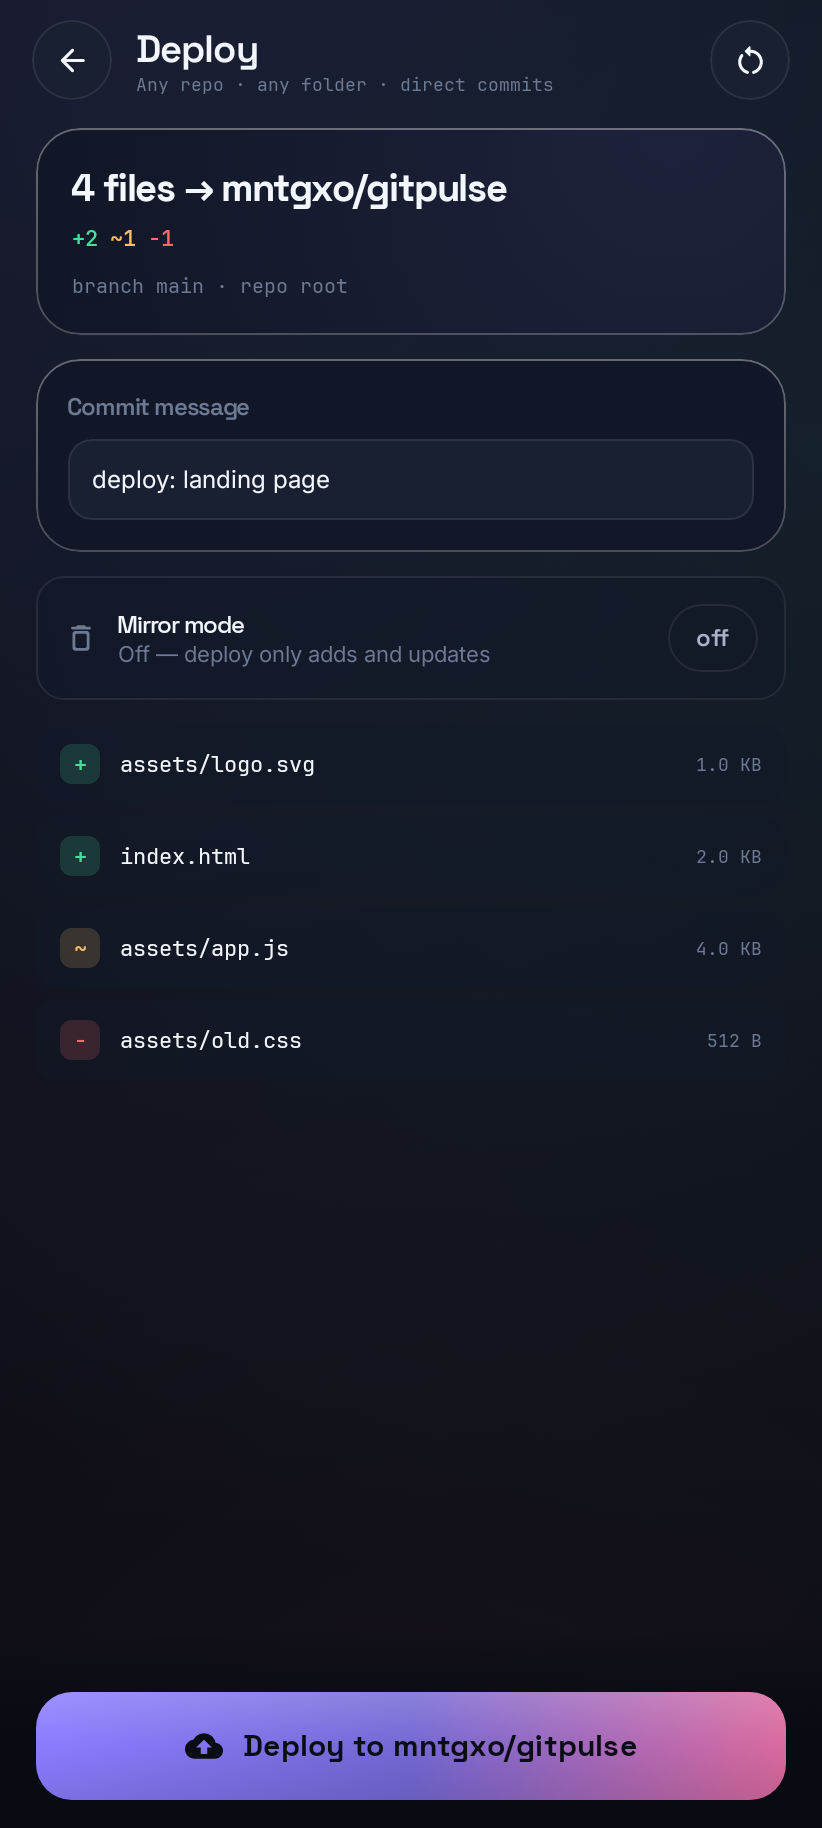 Deploy
Any repo · any folder · direct commits
4 files → mntgxo/gitpulse
+2 ~1 -1
branch main · repo root
Commit message
deploy: landing page
Mirror mode
Off — deploy only adds and updates
off
+ assets/logo.svg 1.0 KB
+ index.html 2.0 KB
~ assets/app.js 4.0 KB
- assets/old.css 512 B
Deploy to mntgxo/gitpulse